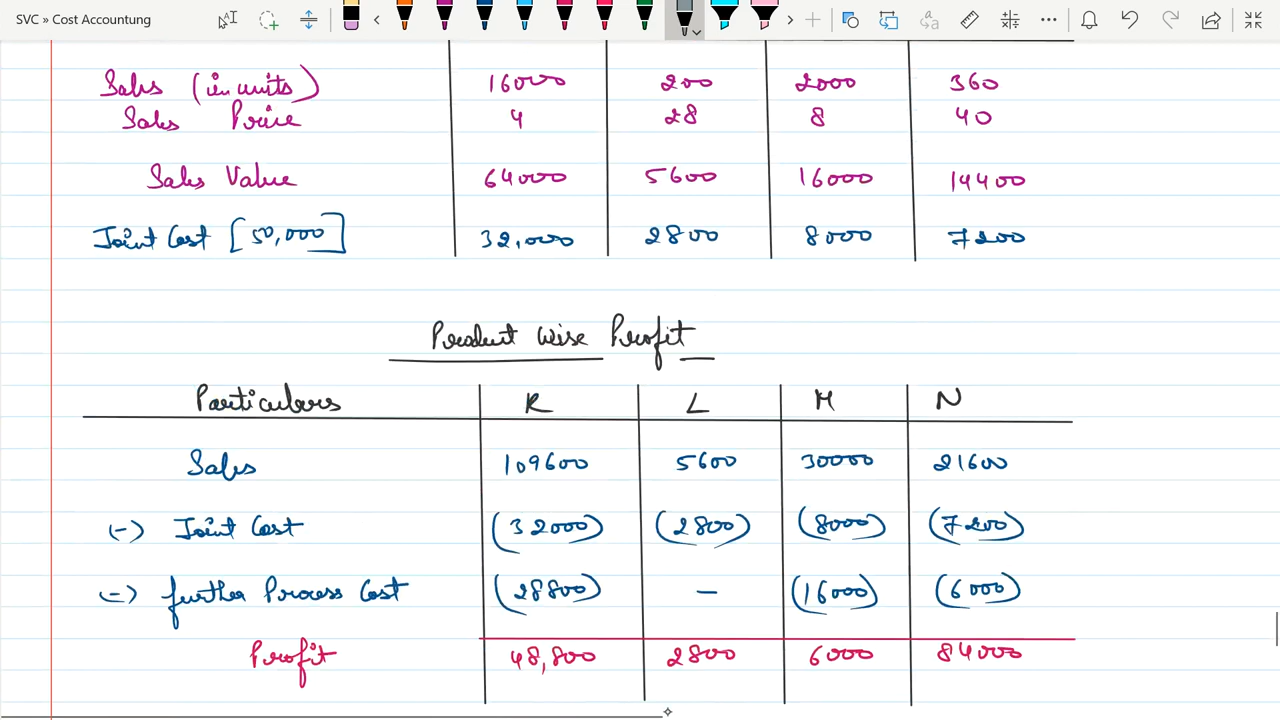 SVC » Cost Accountung
Sales (in units) 16000 200 2000 360
Sales Price 4 28 8 40
Sales Value 64000 5600 16000 14400
Joint Cost [50,000] 32,000 2800 8000 7200
Product Wise Profit
Particulars K L M N
Sales 109600 5600 30000 21600
(-) Joint Cost (32000) (2800) (8000) (7200)
(-) further Process Cost (28800) - (16000) (6000)
Profit 48,800 2800 6000 84000